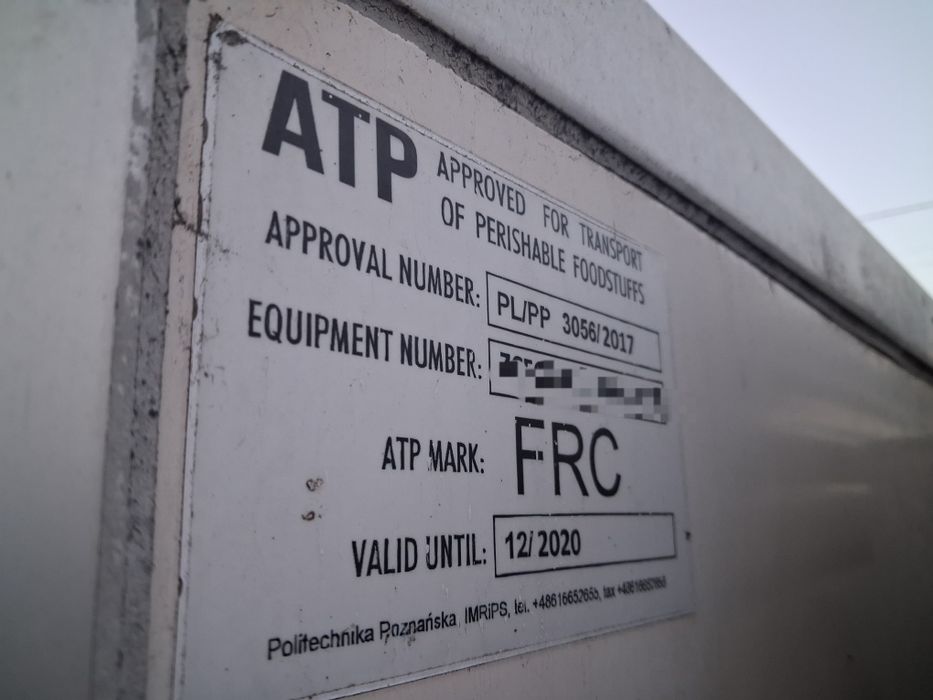 ATP APPROVED FOR TRANSPORT
OF PERISHABLE FOODSTUFFS
APPROVAL NUMBER: PL/PP 3056/2017
EQUIPMENT NUMBER:
ATP MARK: FRC
VALID UNTIL: 12/2020
Politechnika Poznańska, IMRiPS, tel. +48616652655, fax